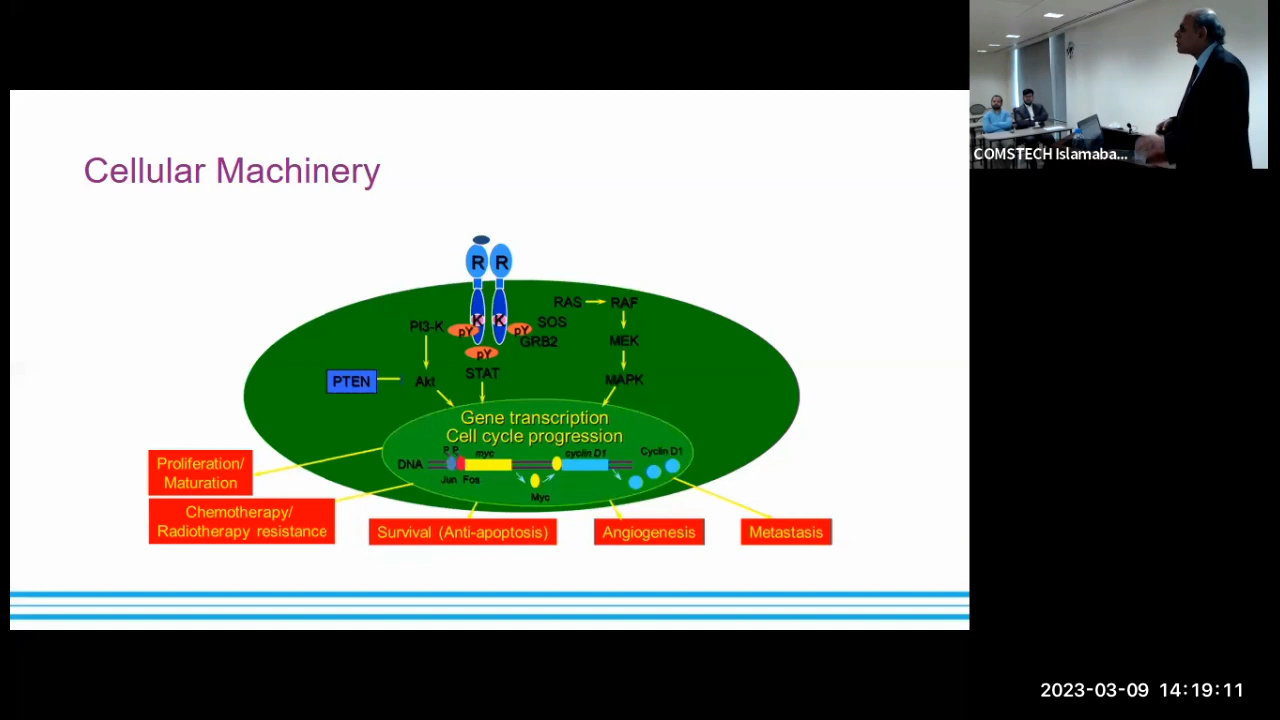 COMSTECH Islamaba...
Cellular Machinery
R R
K K
pY pY
pY
PI3-K
PTEN
Akt
STAT
SOS
GRB2
RAS
RAF
MEK
MAPK
Gene transcription
Cell cycle progression
DNA
P P
myc
cyclin D1
Cyclin D1
Jun Fos
Myc
Proliferation/
Maturation
Chemotherapy/
Radiotherapy resistance
Survival (Anti-apoptosis)
Angiogenesis
Metastasis
2023-03-09 14:19:11